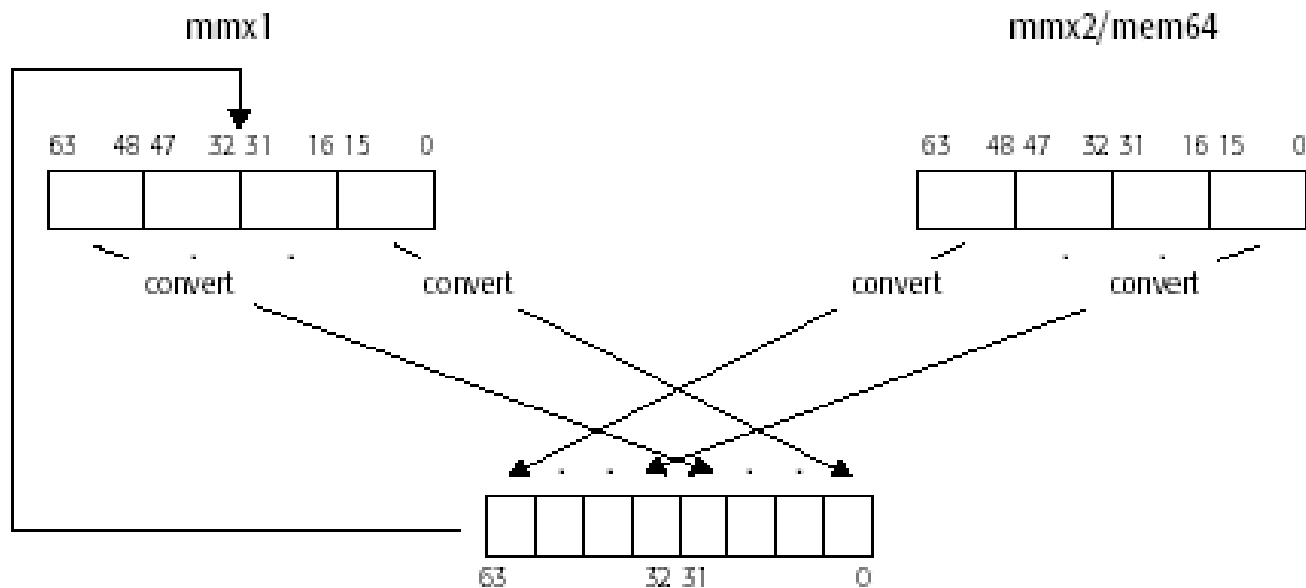 mmx1 mmx2/mem64
63 48 47 32 31 16 15 0 63 48 47 32 31 16 15 0
convert convert convert convert
63 32 31 0